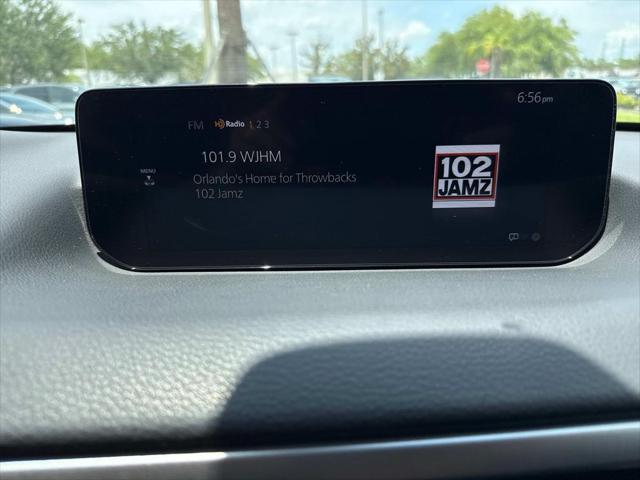 6:56pm
FM HD Radio 1 2 3
101.9 WJHM
MENU
Orlando's Home for Throwbacks
102 Jamz
102
JAMZ